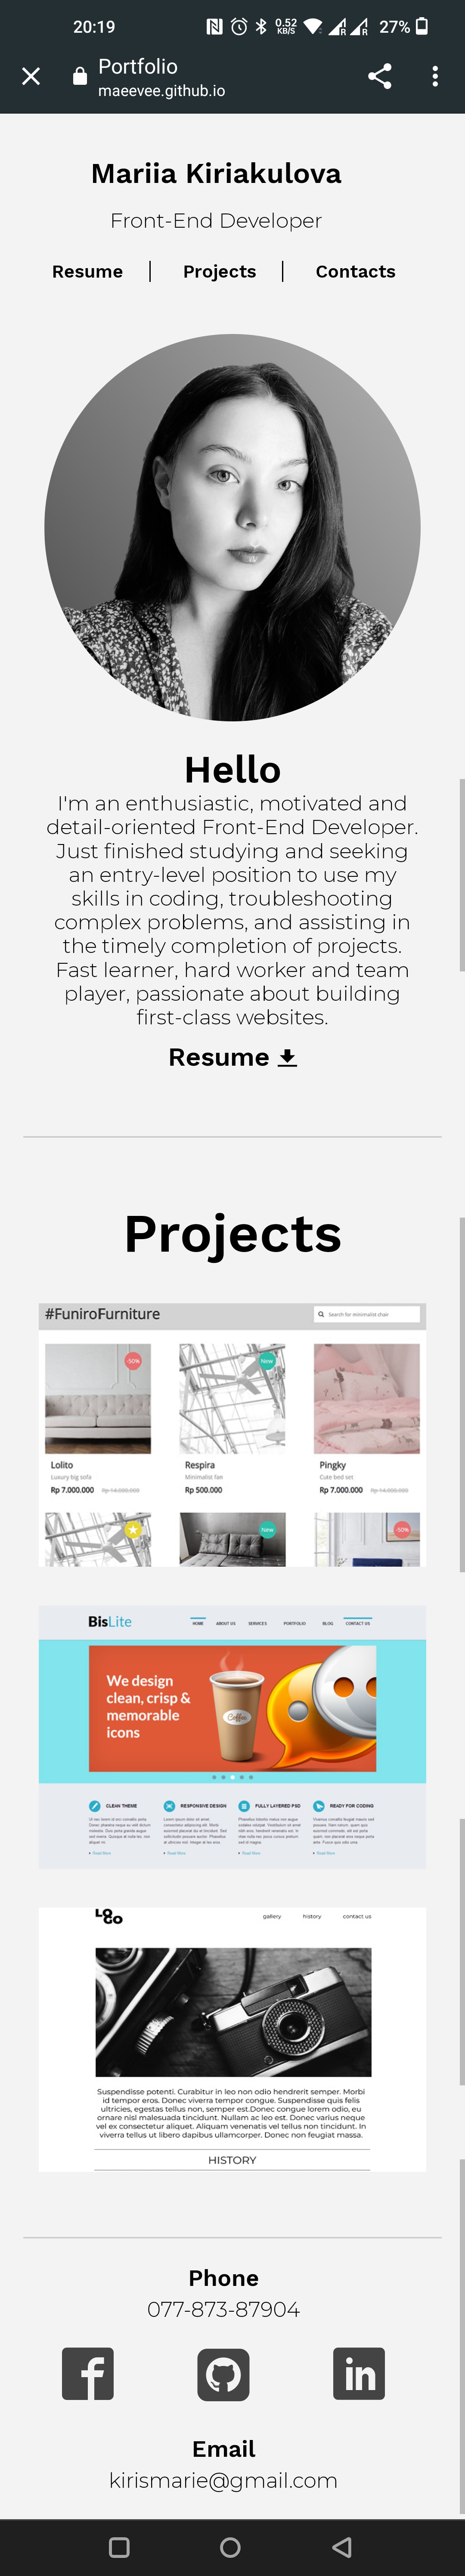 20:19
0.52
KB/S
R
R
27%
Portfolio
maeevee.github.io
Mariia Kiriakulova
Front-End Developer
Resume
Projects
Contacts
Hello
I'm an enthusiastic, motivated and
detail-oriented Front-End Developer.
Just finished studying and seeking
an entry-level position to use my
skills in coding, troubleshooting
complex problems, and assisting in
the timely completion of projects.
Fast learner, hard worker and team
player, passionate about building
first-class websites.
Resume
Projects
#FuniroFurniture
Search for minimalist chair
-50%
New
Lolito
Respira
Pingky
Luxury big sofa
Minimalist fan
Cute bed set
Rp 7.000.000 Rp 14.000.000
Rp 500.000
Rp 7.000.000 Rp 14.000.000
New
-50%
BisLite
HOME
ABOUT US
SERVICES
PORTFOLIO
BLOG
CONTACT US
We design
clean, crisp &
memorable
icons
Coffee
CLEAN THEME
RESPONSIVE DESIGN
FULLY LAYERED PSD
READY FOR CODING
Read More
Read More
Read More
Read More
LOGO
gallery
history
contact us
Suspendisse potenti. Curabitur in leo non odio hendrerit semper. Morbi
id tempor eros. Donec viverra tempor congue. Suspendisse quis felis
ultricies, egestas tellus non, semper est.Donec congue lorem odio, eu
ornare nisl malesuada tincidunt. Nullam ac leo est. Donec varius neque
vel ex consectetur aliquet. Aliquam venenatis vel tellus non tincidunt. In
viverra tellus ut libero dapibus ullamcorper. Donec non feugiat massa.
HISTORY
Phone
077-873-87904
f
in
Email
kirismarie@gmail.com